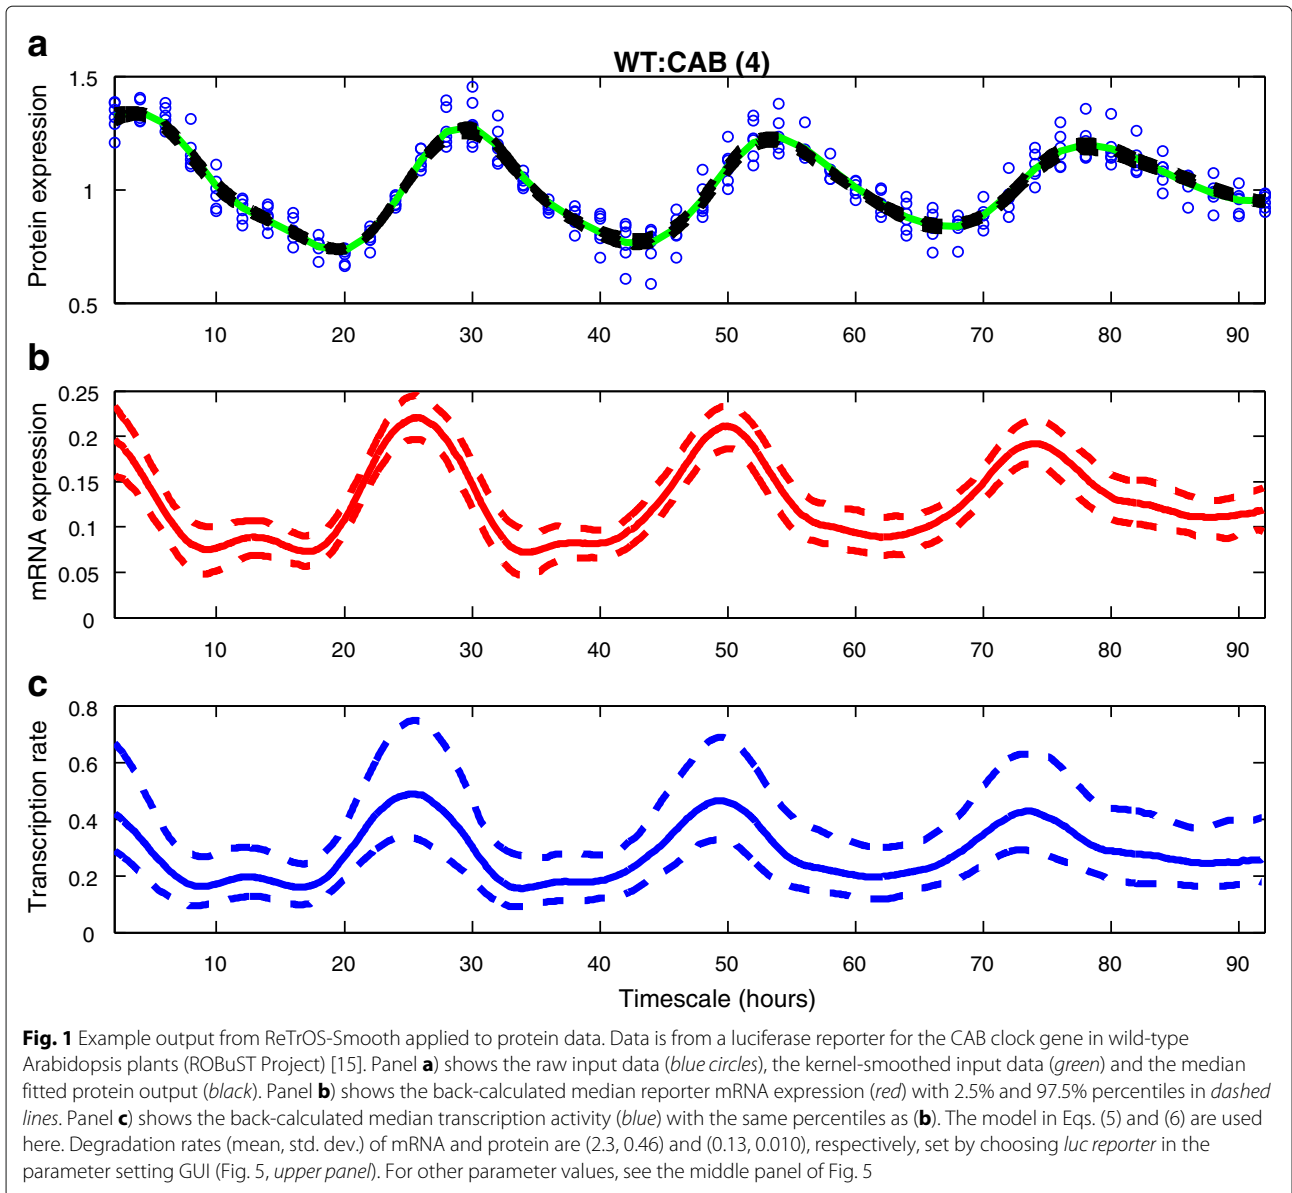 a
WT:CAB (4)
Protein expression
1.5
1
0.5
10 20 30 40 50 60 70 80 90
b
mRNA expression
0.25
0.2
0.15
0.1
0.05
0
10 20 30 40 50 60 70 80 90
c
Transcription rate
0.8
0.6
0.4
0.2
0
10 20 30 40 50 60 70 80 90
Timescale (hours)
Fig. 1 Example output from ReTrOS-Smooth applied to protein data. Data is from a luciferase reporter for the CAB clock gene in wild-type
Arabidopsis plants (ROBuST Project) [15]. Panel a) shows the raw input data (blue circles), the kernel-smoothed input data (green) and the median
fitted protein output (black). Panel b) shows the back-calculated median reporter mRNA expression (red) with 2.5% and 97.5% percentiles in dashed
lines. Panel c) shows the back-calculated median transcription activity (blue) with the same percentiles as (b). The model in Eqs. (5) and (6) are used
here. Degradation rates (mean, std. dev.) of mRNA and protein are (2.3, 0.46) and (0.13, 0.010), respectively, set by choosing luc reporter in the
parameter setting GUI (Fig. 5, upper panel). For other parameter values, see the middle panel of Fig. 5